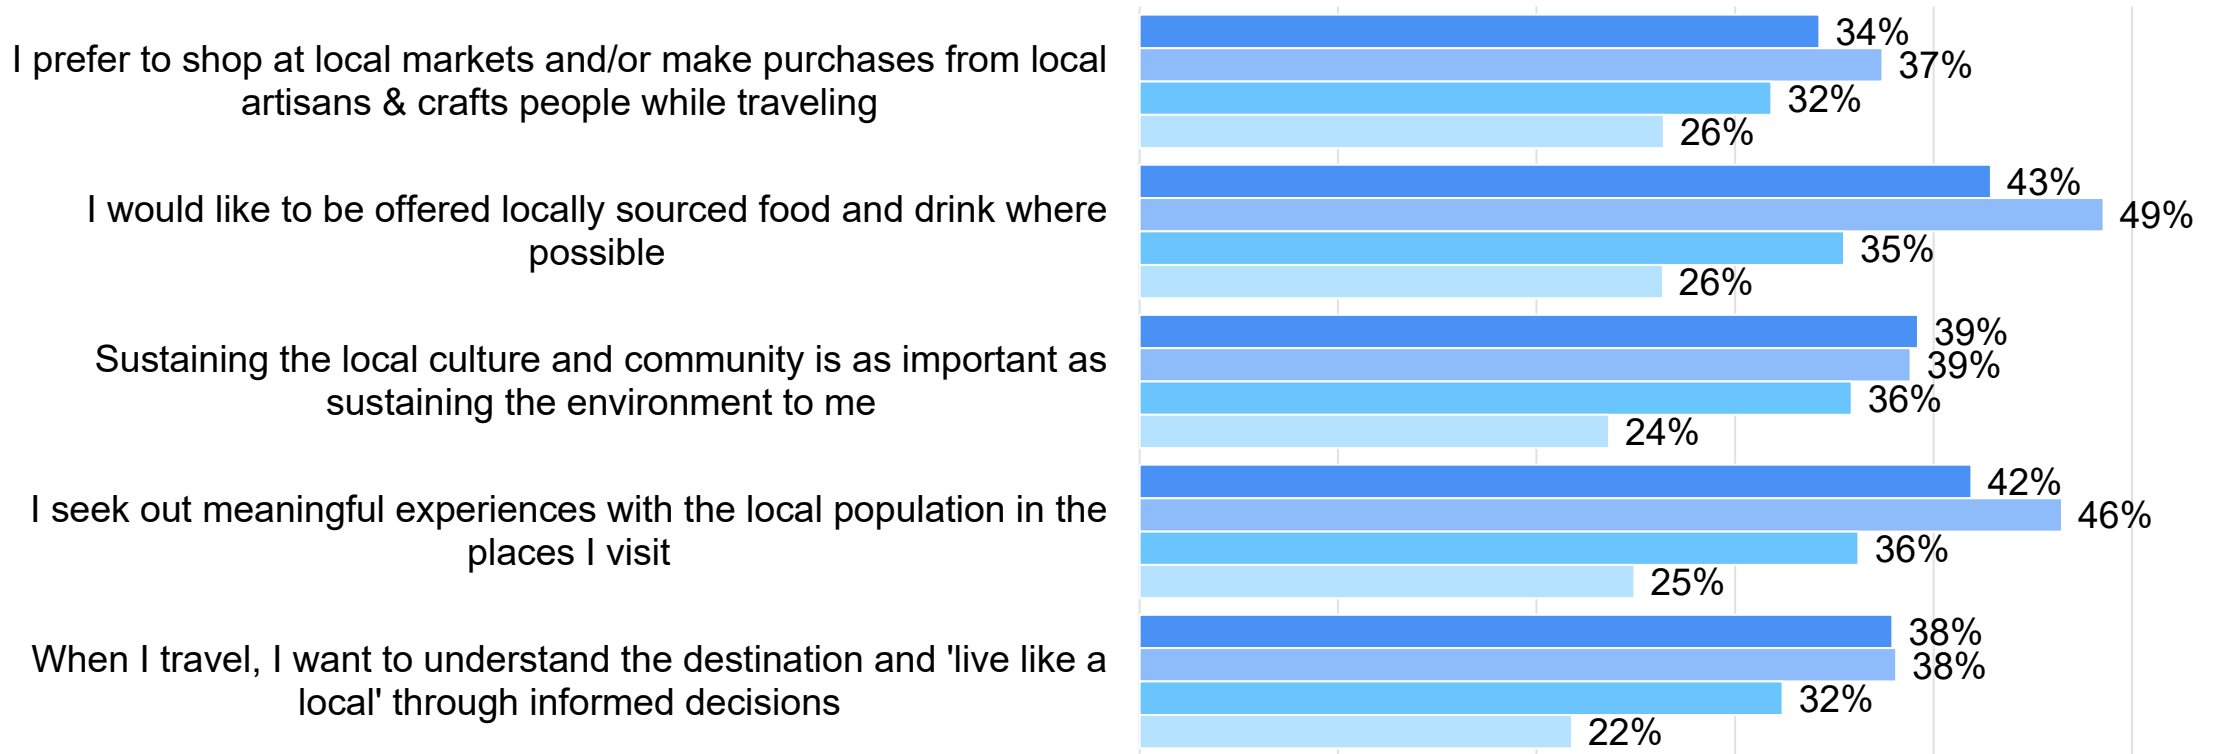 I prefer to shop at local markets and/or make purchases from local
artisans & crafts people while traveling
34%
37%
32%
26%
I would like to be offered locally sourced food and drink where
possible
43%
49%
35%
26%
Sustaining the local culture and community is as important as
sustaining the environment to me
39%
39%
36%
24%
I seek out meaningful experiences with the local population in the
places I visit
42%
46%
36%
25%
When I travel, I want to understand the destination and 'live like a
local' through informed decisions
38%
38%
32%
22%